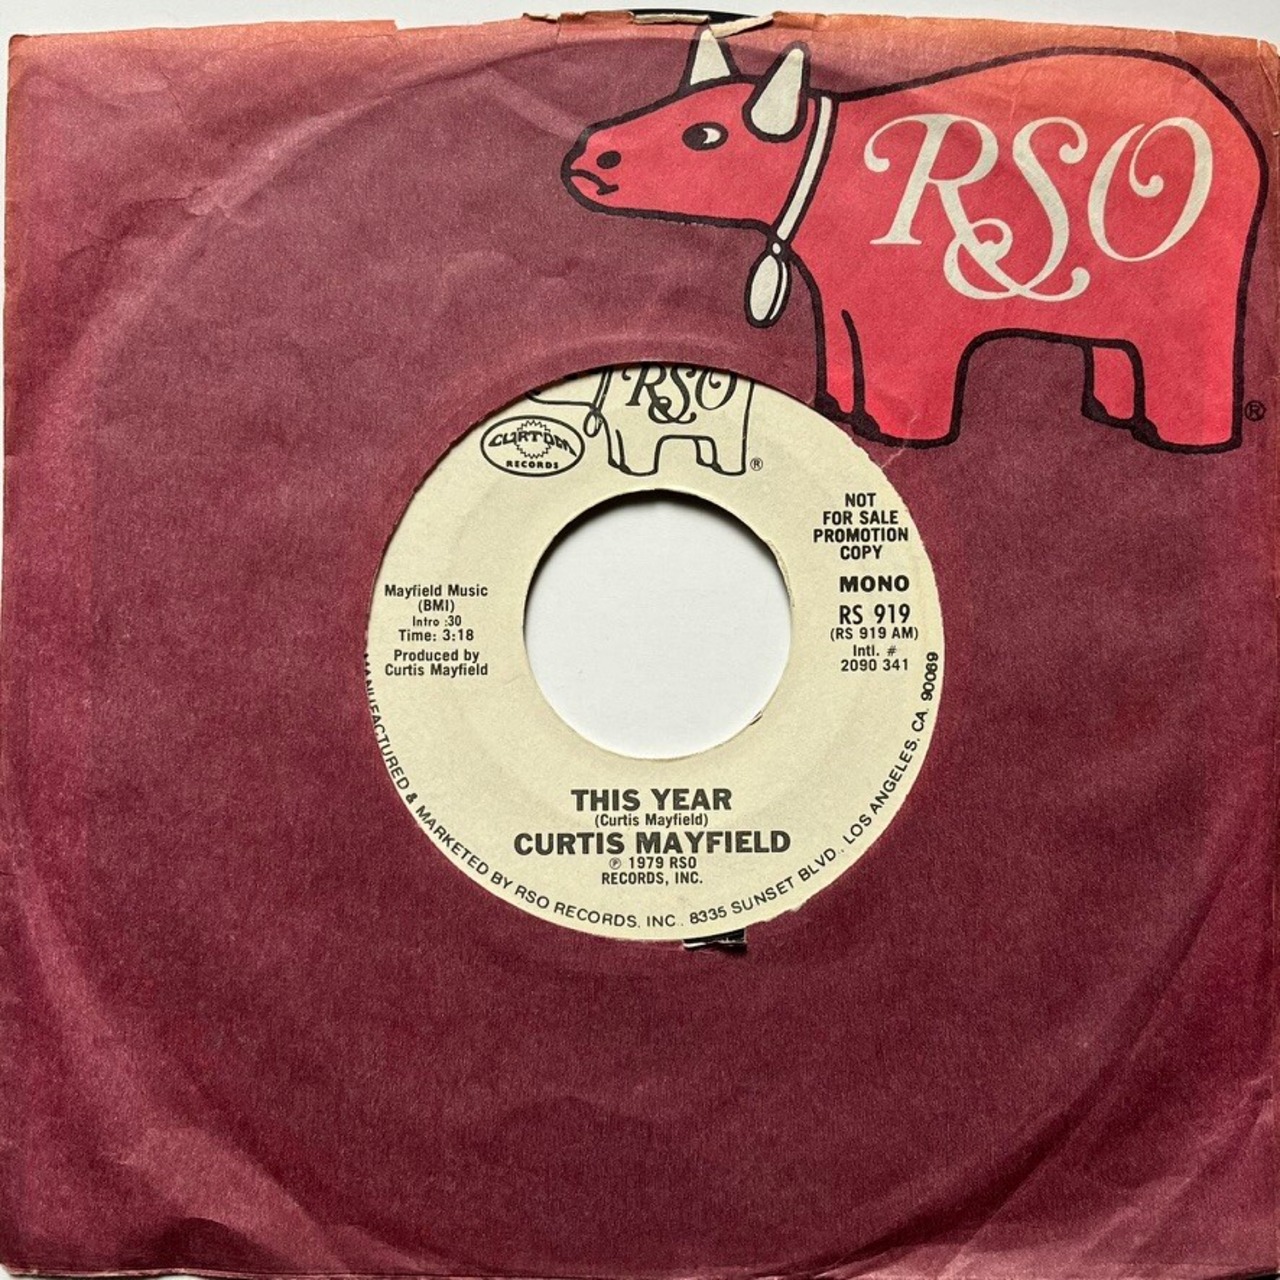 RSO
®
RSO
CURTOM
RECORDS
®
NOT
FOR SALE
PROMOTION
COPY
MONO
RS 919
(RS 919 AM)
Intl. #
2090 341
Mayfield Music
(BMI)
Intro :30
Time: 3:18
Produced by
Curtis Mayfield
THIS YEAR
(Curtis Mayfield)
CURTIS MAYFIELD
℗ 1979 RSO
RECORDS, INC.
MANUFACTURED & MARKETED BY RSO RECORDS, INC., 8335 SUNSET BLVD., LOS ANGELES, CA. 90069